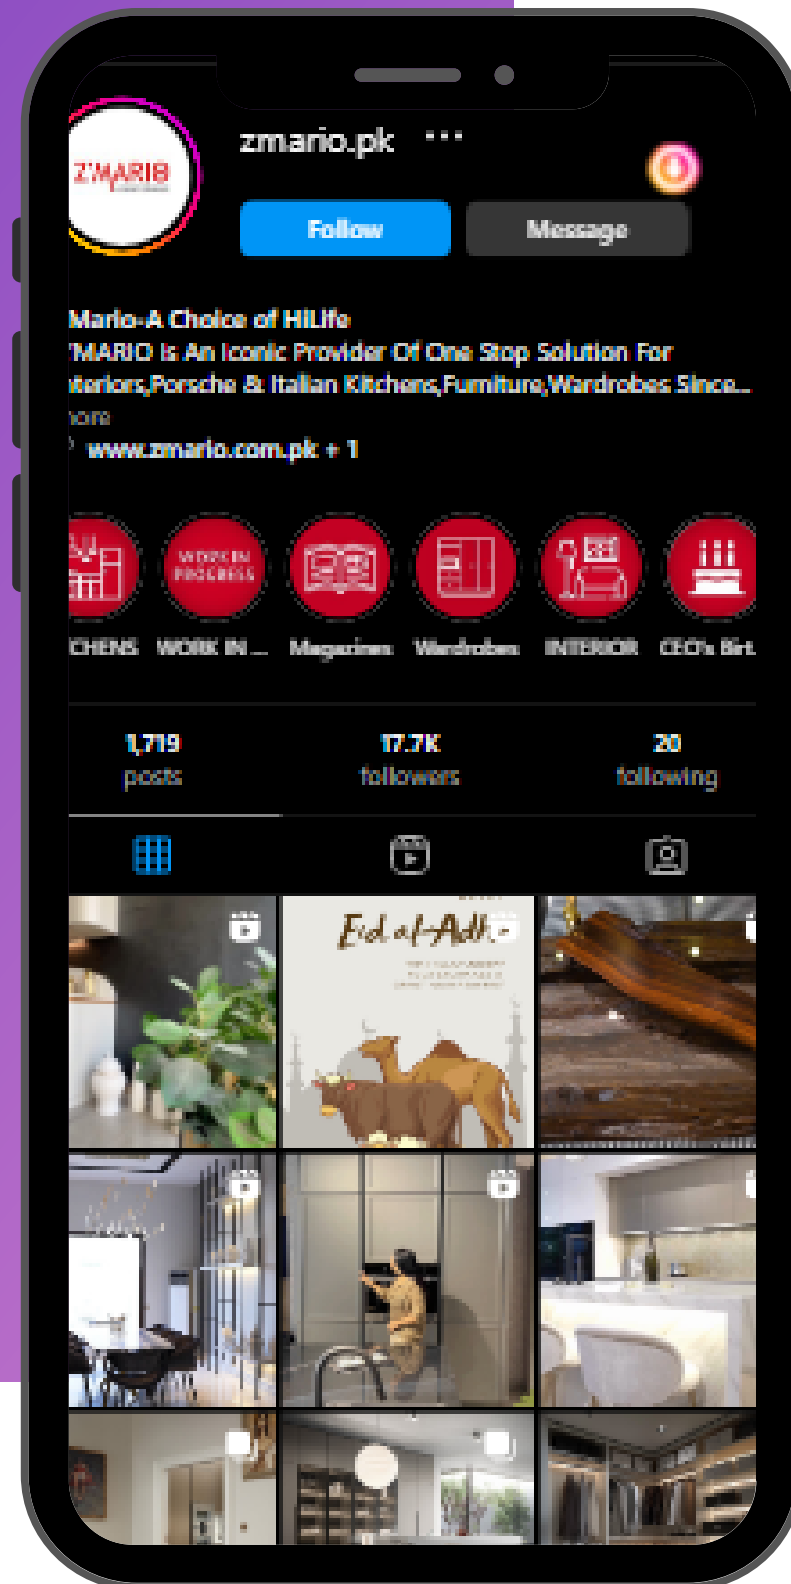 zmario.pk ...
Z'MARIO
Follow
Message
Mario-A Choice of HiLife
'MARIO Is An Iconic Provider Of One Stop Solution For
nteriors,Porsche & Italian Kitchens,Furniture,Wardrobes Since...
nore
www.zmario.com.pk + 1
WORK IN
PROGRESS
CHENS
WORK IN ...
Magazines
Wardrobes
INTERIOR
CEO's Birt
1,719
17.7K
20
posts
followers
following
Eid al-Adh